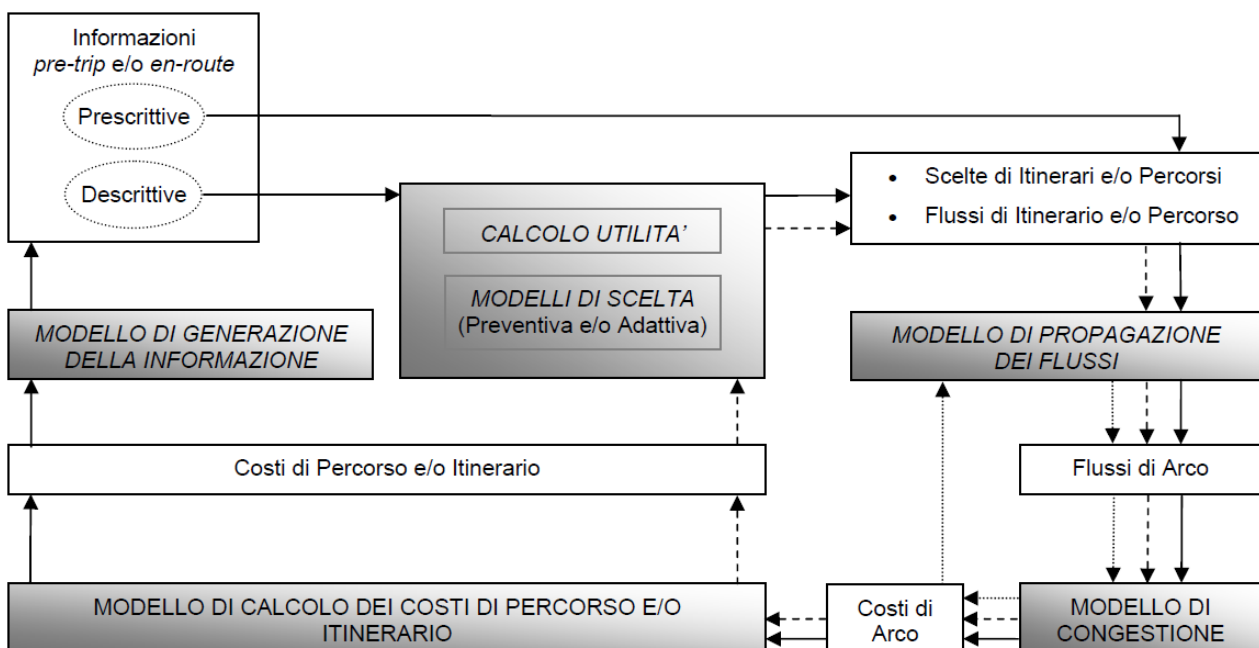 Informazioni
pre-trip e/o en-route
Prescrittive
Descrittive
• Scelte di Itinerari e/o Percorsi
• Flussi di Itinerario e/o Percorso
CALCOLO UTILITA'
MODELLI DI SCELTA
(Preventiva e/o Adattiva)
MODELLO DI GENERAZIONE
DELLA INFORMAZIONE
MODELLO DI PROPAGAZIONE
DEI FLUSSI
Costi di Percorso e/o Itinerario
Flussi di Arco
MODELLO DI CALCOLO DEI COSTI DI PERCORSO E/O
ITINERARIO
Costi di
Arco
MODELLO DI
CONGESTIONE